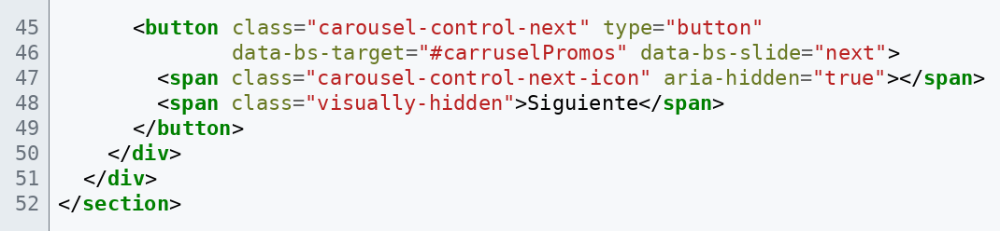 45       <button class="carousel-control-next" type="button"
46               data-bs-target="#carruselPromos" data-bs-slide="next">
47         <span class="carousel-control-next-icon" aria-hidden="true"></span>
48         <span class="visually-hidden">Siguiente</span>
49       </button>
50     </div>
51   </div>
52 </section>